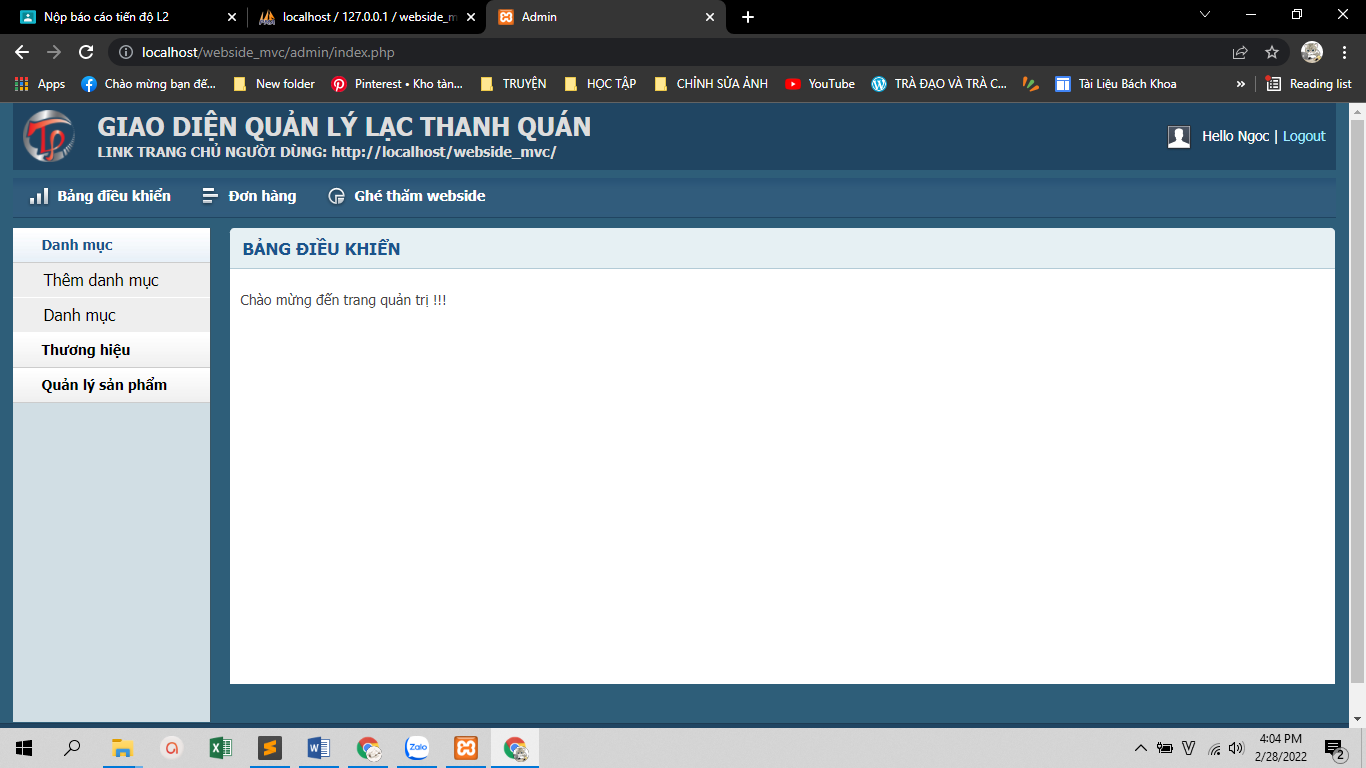 Nộp báo cáo tiến độ L2
localhost / 127.0.0.1 / webside_m
Admin
localhost/webside_mvc/admin/index.php
Apps
Chào mừng bạn đế...
New folder
Pinterest • Kho tàn...
TRUYỆN
HỌC TẬP
CHỈNH SỬA ẢNH
YouTube
TRÀ ĐẠO VÀ TRÀ C...
Tài Liệu Bách Khoa
»
Reading list
GIAO DIỆN QUẢN LÝ LẠC THANH QUÁN
LINK TRANG CHỦ NGƯỜI DÙNG: http://localhost/webside_mvc/
Hello Ngoc | Logout
Bảng điều khiển
Đơn hàng
Ghé thăm webside
Danh mục
Thêm danh mục
Danh mục
Thương hiệu
Quản lý sản phẩm
BẢNG ĐIỀU KHIỂN
Chào mừng đến trang quản trị !!!
Zalo
4:04 PM
2/28/2022
2